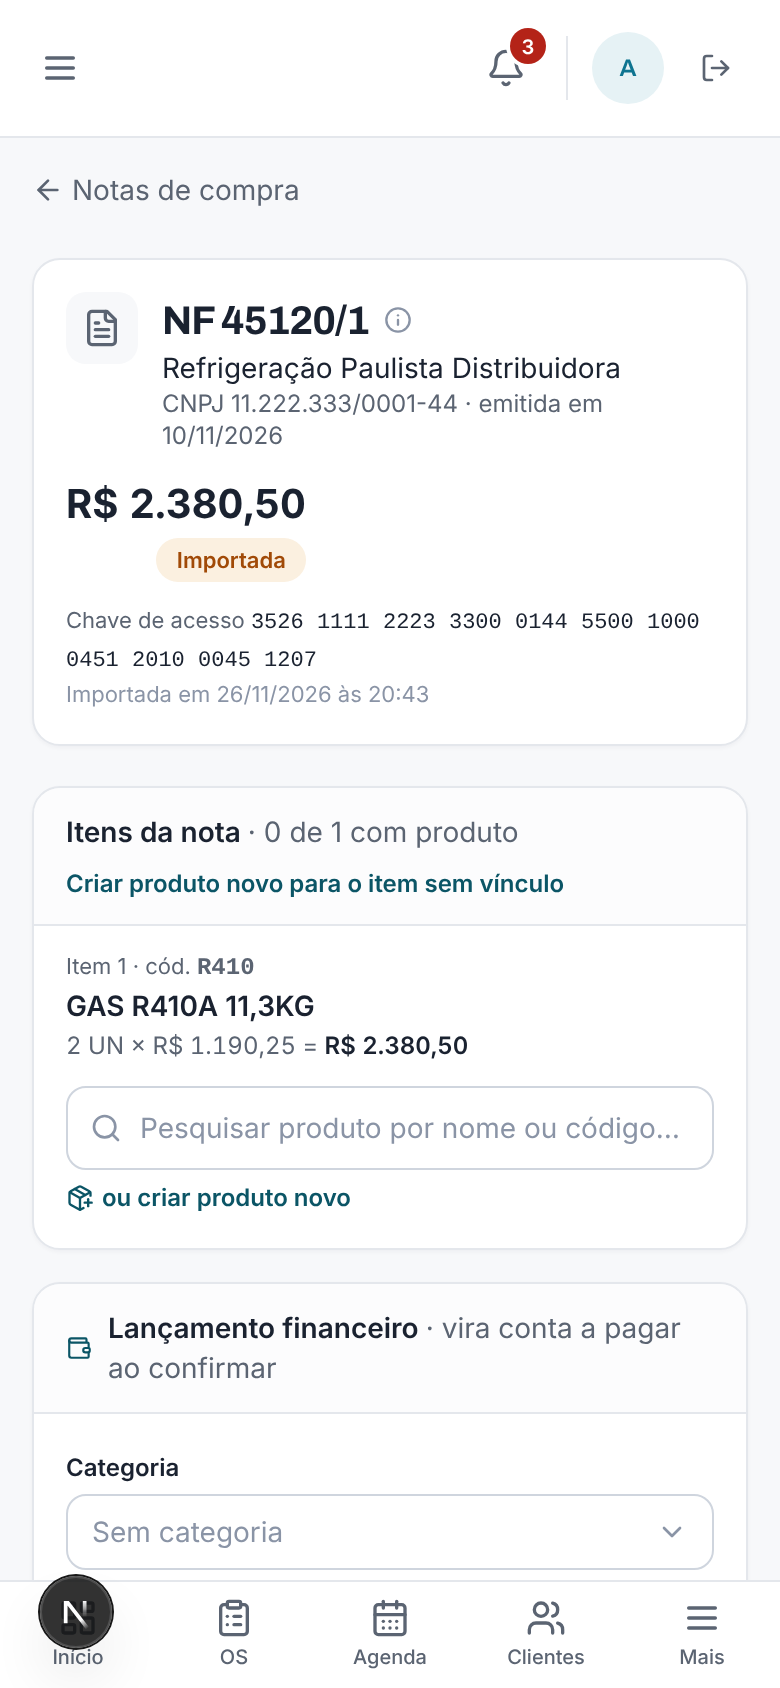 3
A
Notas de compra
NF 45120/1
Refrigeração Paulista Distribuidora
CNPJ 11.222.333/0001-44 · emitida em
10/11/2026
R$ 2.380,50
Importada
Chave de acesso 3526 1111 2223 3300 0144 5500 1000
0451 2010 0045 1207
Importada em 26/11/2026 às 20:43
Itens da nota · 0 de 1 com produto
Criar produto novo para o item sem vínculo
Item 1 · cód. R410
GAS R410A 11,3KG
2 UN × R$ 1.190,25 = R$ 2.380,50
Pesquisar produto por nome ou código...
ou criar produto novo
Lançamento financeiro · vira conta a pagar
ao confirmar
Categoria
Sem categoria
N
Início
OS
Agenda
Clientes
Mais